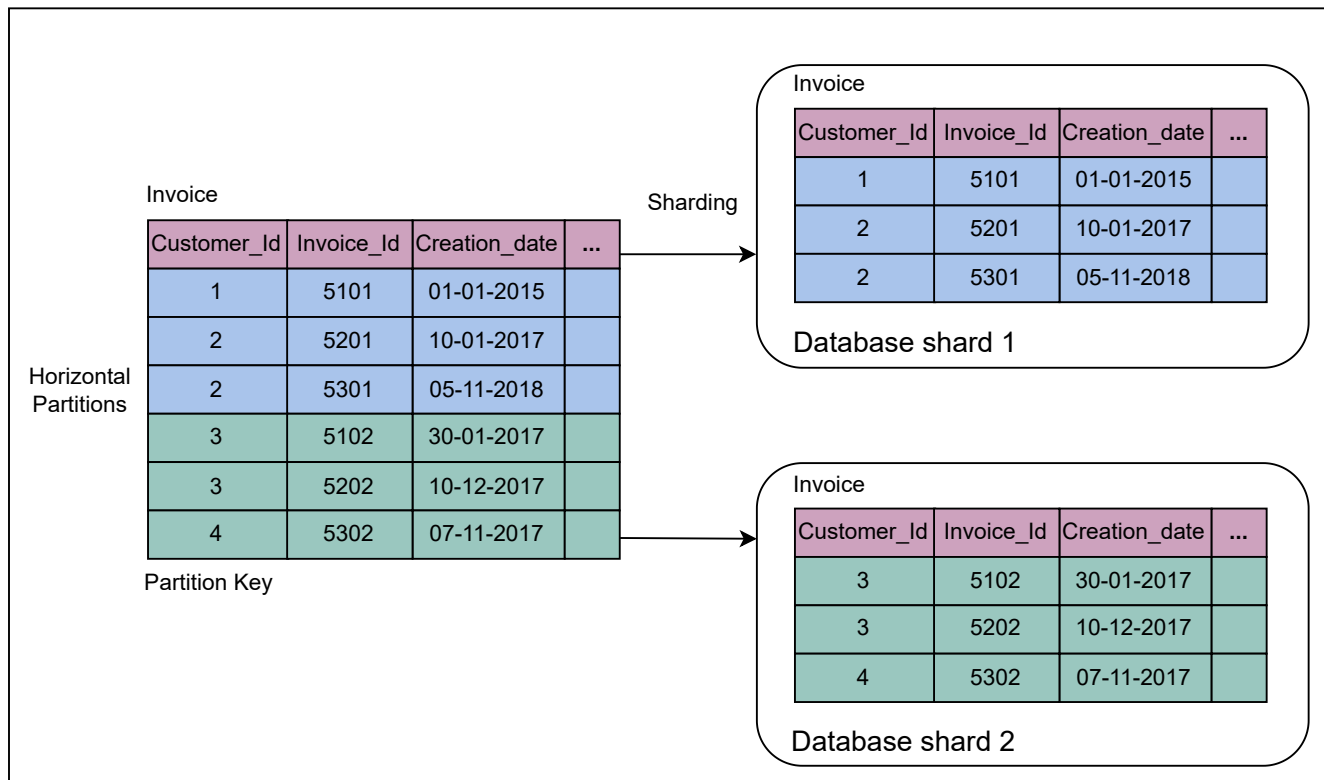 Invoice
Customer_Id Invoice_Id Creation_date ...
1 5101 01-01-2015
2 5201 10-01-2017
2 5301 05-11-2018
3 5102 30-01-2017
3 5202 10-12-2017
4 5302 07-11-2017
Horizontal
Partitions
Partition Key
Sharding
Invoice
Customer_Id Invoice_Id Creation_date ...
1 5101 01-01-2015
2 5201 10-01-2017
2 5301 05-11-2018
Database shard 1
Invoice
Customer_Id Invoice_Id Creation_date ...
3 5102 30-01-2017
3 5202 10-12-2017
4 5302 07-11-2017
Database shard 2